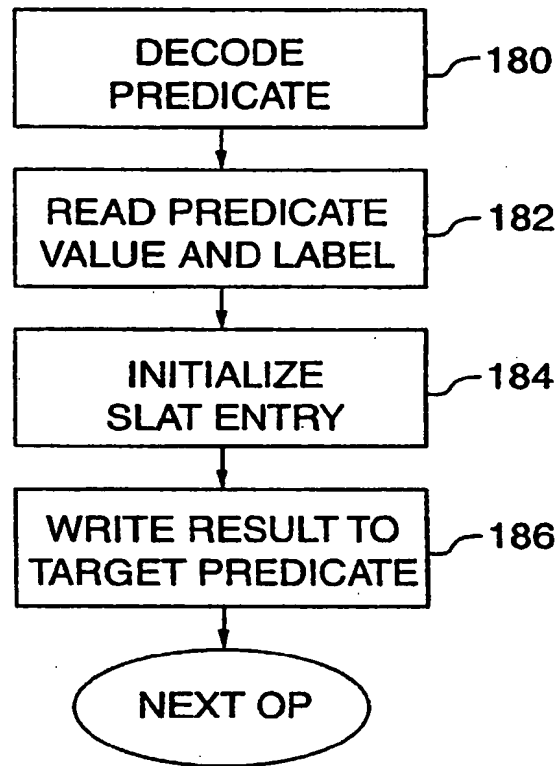 DECODE
PREDICATE
180
READ PREDICATE
VALUE AND LABEL
182
INITIALIZE
SLAT ENTRY
184
WRITE RESULT TO
TARGET PREDICATE
186
NEXT OP